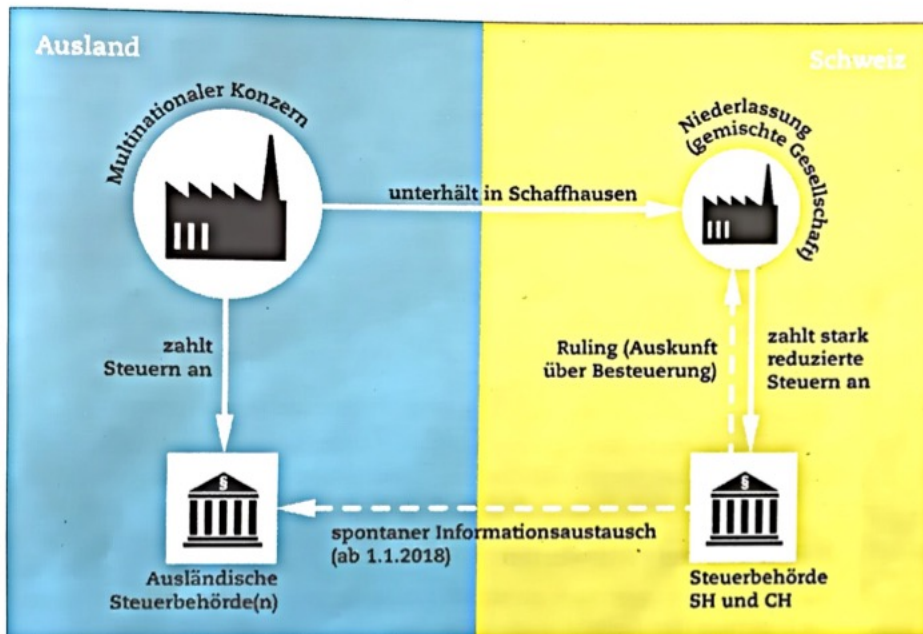 Ausland
Schweiz
Multinationaler Konzern
Niederlassung
(gemischte Gesellschaft)
unterhält in Schaffhausen
zahlt
Steuern an
Ruling (Auskunft
über Besteuerung)
zahlt stark
reduzierte
Steuern an
§
§
spontaner Informationsaustausch
(ab 1.1.2018)
Ausländische
Steuerbehörde(n)
Steuerbehörde
SH und CH